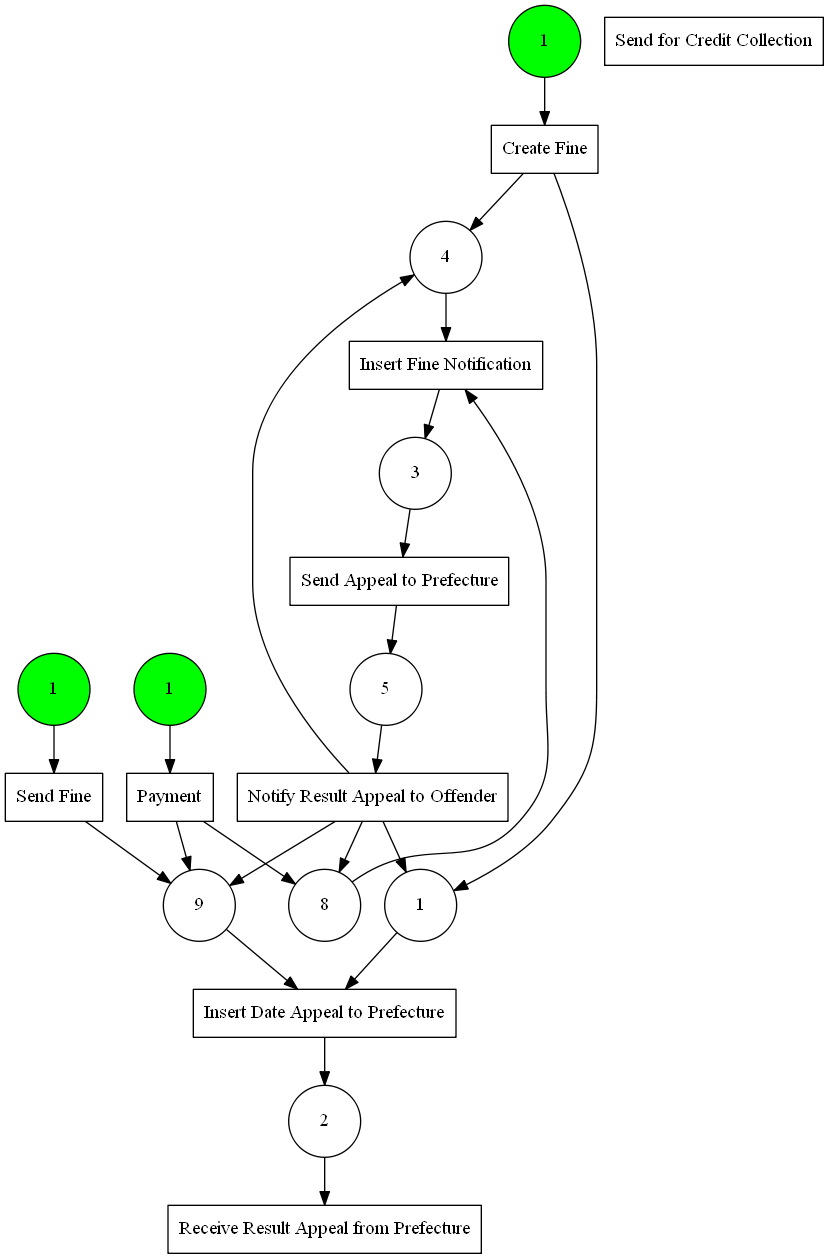 1
Send for Credit Collection
Create Fine
4
Insert Fine Notification
3
Send Appeal to Prefecture
1
1
5
Send Fine
Payment
Notify Result Appeal to Offender
9
8
1
Insert Date Appeal to Prefecture
2
Receive Result Appeal from Prefecture